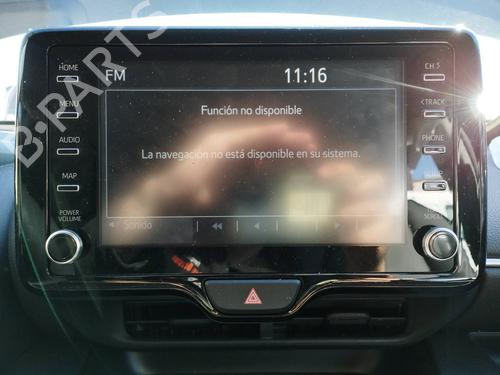 B-PARTS
HOME
MENU
AUDIO
MAP
POWER
VOLUME
FM
11:16
Función no disponible
La navegación no está disponible en su sistema.
Sonido
CH
TRACK
PHONE
SCROLL